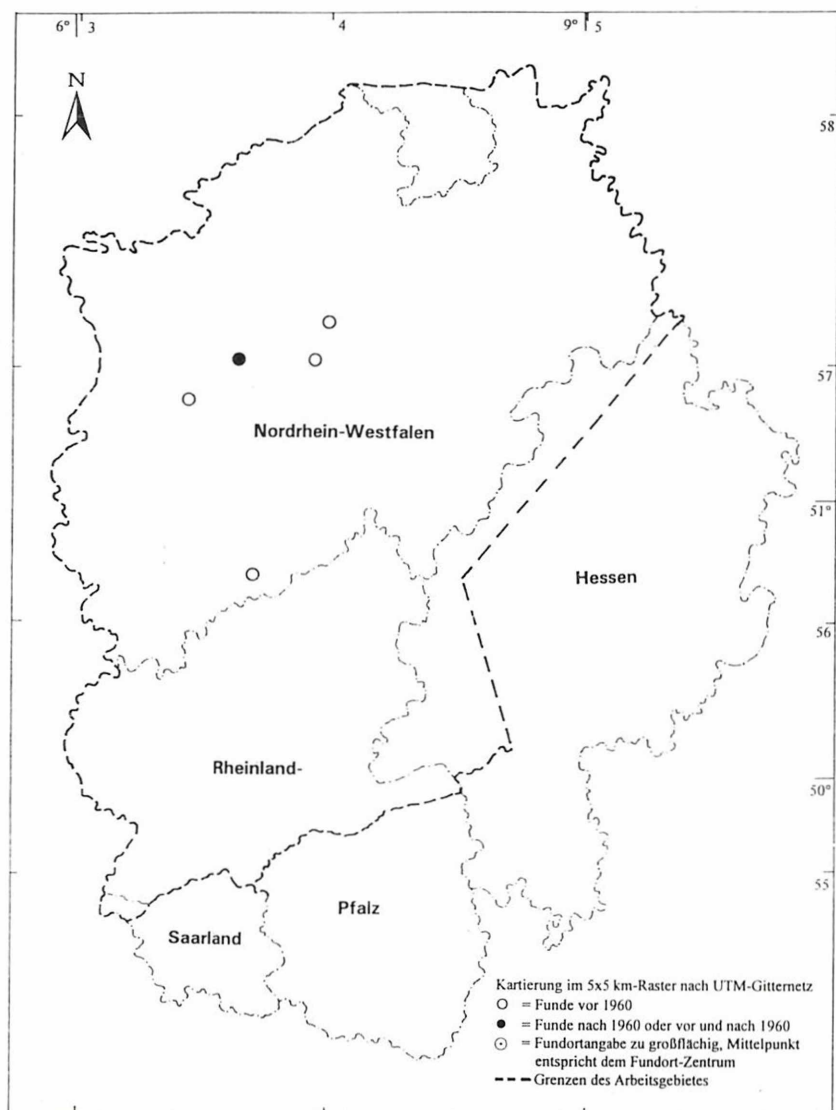 6° 3 4 9° 5
N
58
57
Nordrhein-Westfalen
51°
Hessen
56
Rheinland-
50°
55
Pfalz
Saarland
Kartierung im 5x5 km-Raster nach UTM-Gitternetz
= Funde vor 1960
= Funde nach 1960 oder vor und nach 1960
= Fundortangabe zu großflächig, Mittelpunkt
entspricht dem Fundort-Zentrum
Grenzen des Arbeitsgebietes